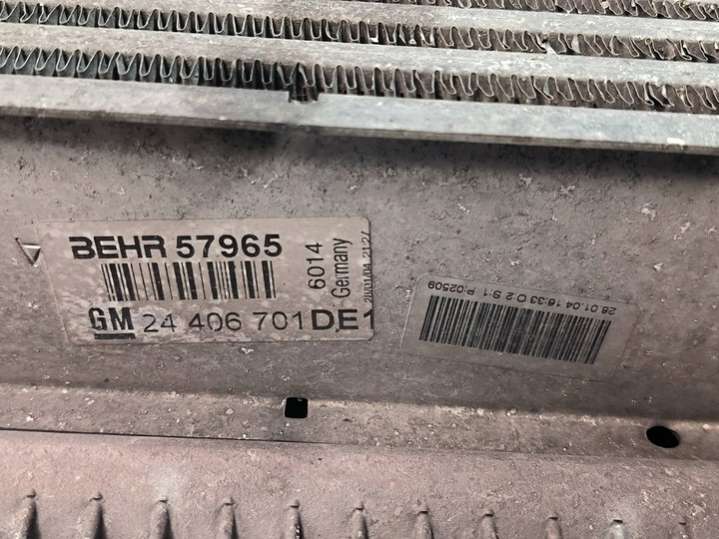 BEHR 57965
6014
Germany
GM 24 406 701 DE1
28.01.04 16:33 O 2 S:1 P:02509